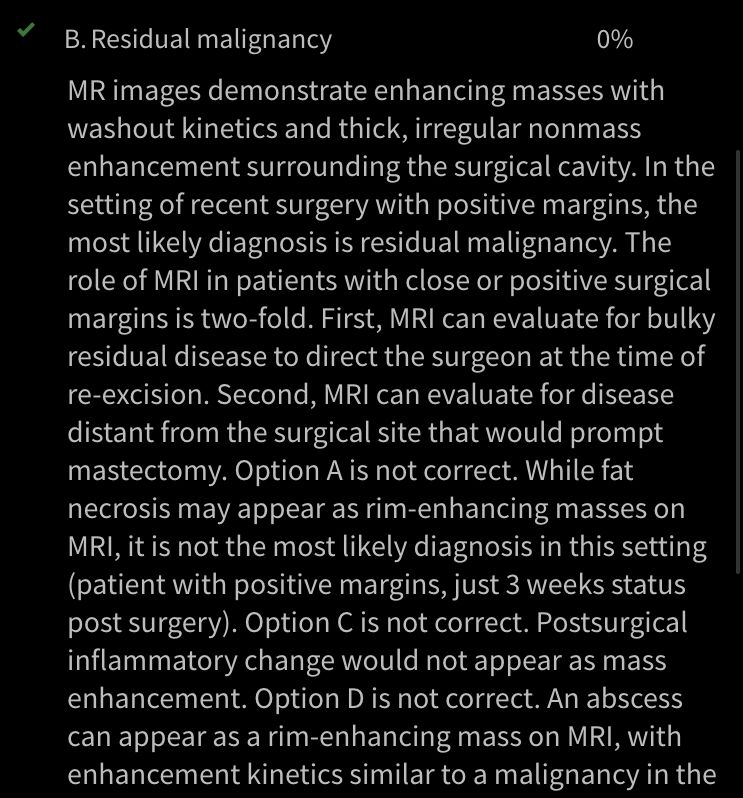 B. Residual malignancy 0%
MR images demonstrate enhancing masses with
washout kinetics and thick, irregular nonmass
enhancement surrounding the surgical cavity. In the
setting of recent surgery with positive margins, the
most likely diagnosis is residual malignancy. The
role of MRI in patients with close or positive surgical
margins is two-fold. First, MRI can evaluate for bulky
residual disease to direct the surgeon at the time of
re-excision. Second, MRI can evaluate for disease
distant from the surgical site that would prompt
mastectomy. Option A is not correct. While fat
necrosis may appear as rim-enhancing masses on
MRI, it is not the most likely diagnosis in this setting
(patient with positive margins, just 3 weeks status
post surgery). Option C is not correct. Postsurgical
inflammatory change would not appear as mass
enhancement. Option D is not correct. An abscess
can appear as a rim-enhancing mass on MRI, with
enhancement kinetics similar to a malignancy in the